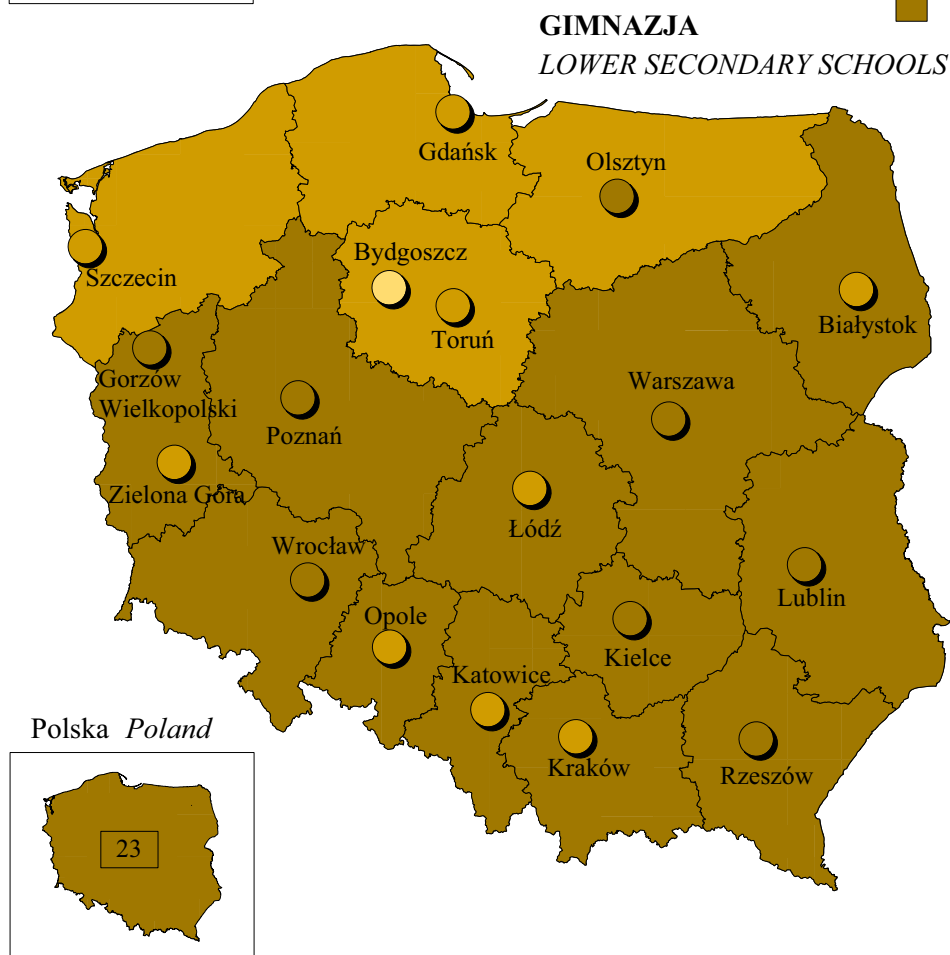 GIMNAZJA
LOWER SECONDARY SCHOOLS
Gdańsk
Olsztyn
Bydgoszcz
Szczecin
Toruń
Białystok
Gorzów
Wielkopolski
Warszawa
Poznań
Zielona Góra
Łódź
Wrocław
Lublin
Opole
Kielce
Katowice
Kraków
Rzeszów
Polska Poland
23